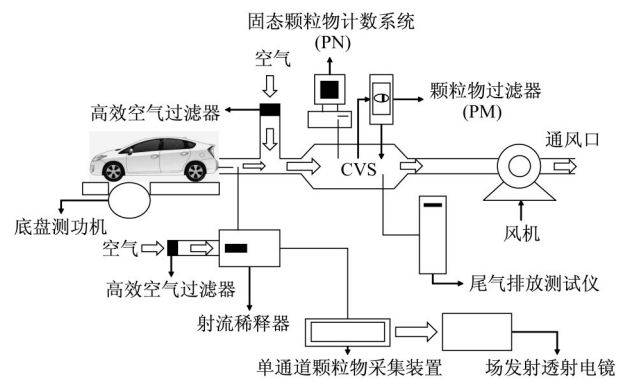 固态颗粒物计数系统
(PN)
空气
高效空气过滤器
颗粒物过滤器
(PM)
通风口
CVS
底盘测功机
风机
空气
高效空气过滤器
尾气排放测试仪
射流稀释器
单通道颗粒物采集装置
场发射透射电镜